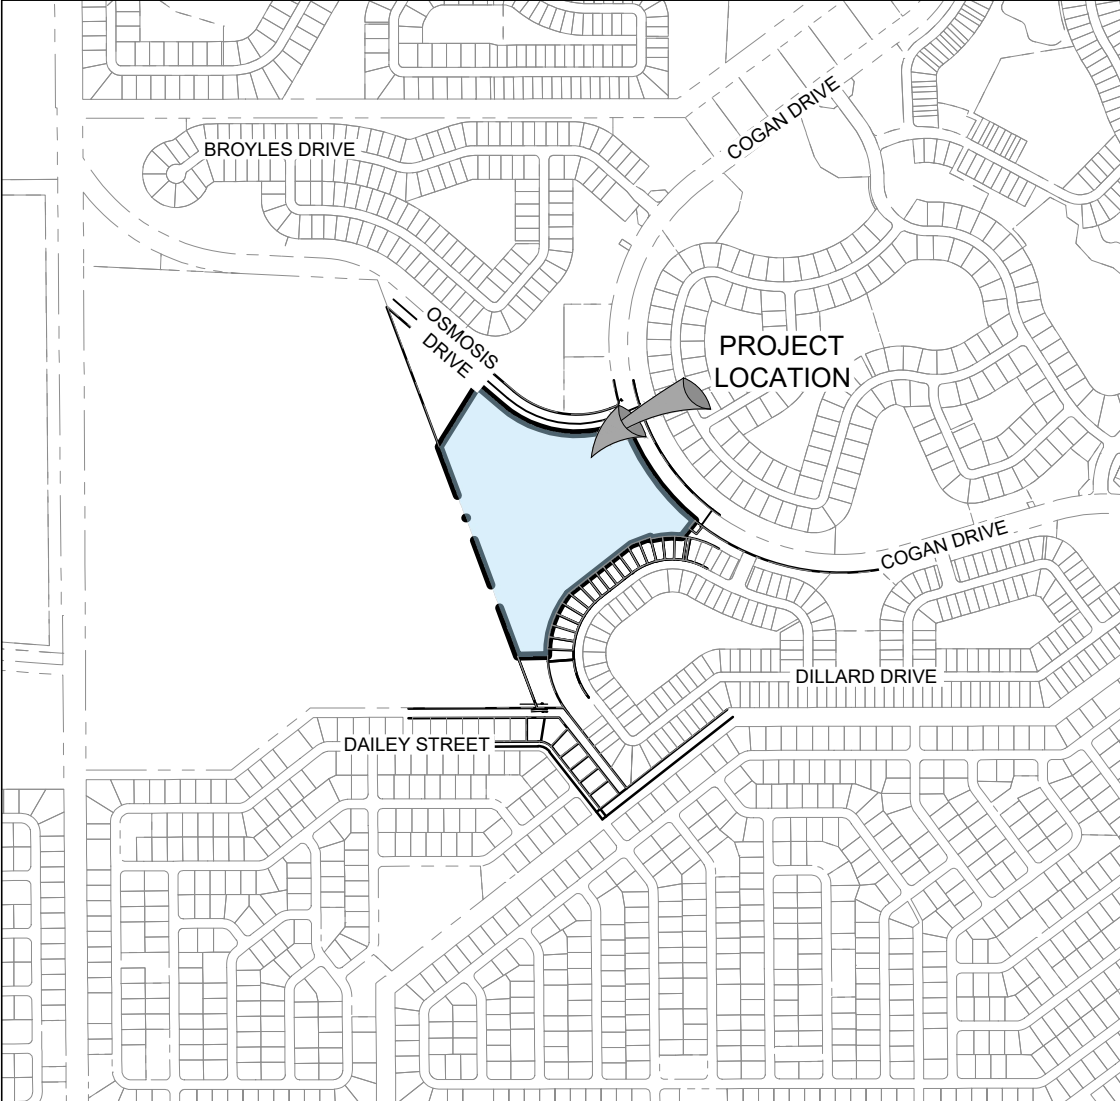 COGAN DRIVE
BROYLES DRIVE
OSMOSIS
DRIVE
PROJECT
LOCATION
COGAN DRIVE
DILLARD DRIVE
DAILEY STREET